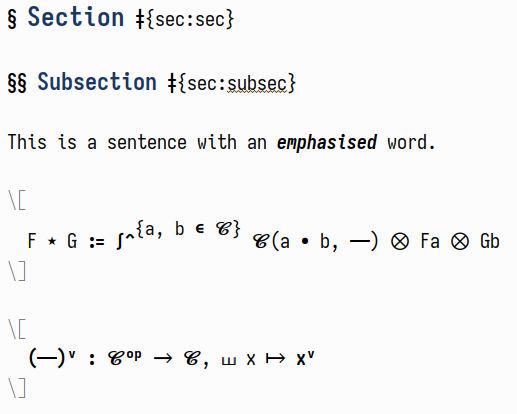 § Section ‡{sec:sec}
§§ Subsection ‡{sec:subsec}
This is a sentence with an emphasised word.
\[
F ⋆ G := ∫^{a, b ∈ 𝓒} 𝓒(a • b, —) ⊗ Fa ⊗ Gb
\]
\[
(—)ᵛ : 𝓒ᵒᵖ → 𝓒, ⧢ x ↦ xᵛ
\]